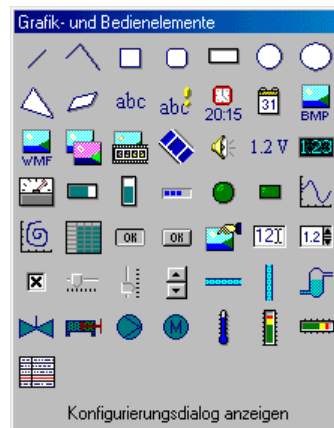 Grafik- und Bedienelemente
abc
abc
20:15
31
BMP
WMF
1.2 V
1.23
OK
OK
12
1.2
M
Konfigurierungsdialog anzeigen